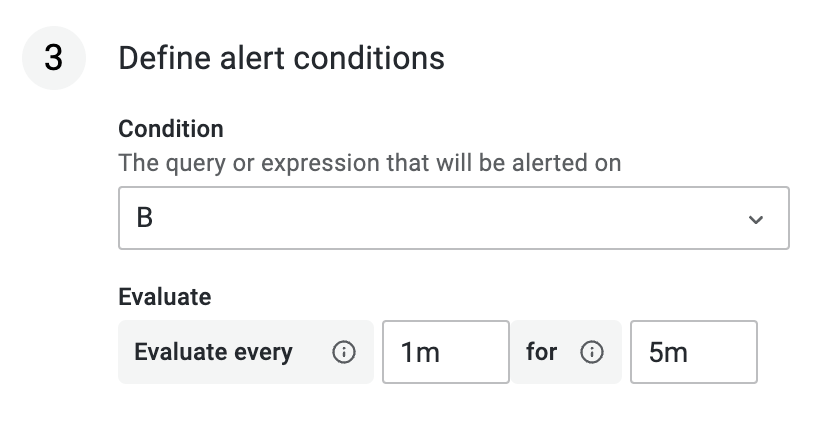 3 Define alert conditions
Condition
The query or expression that will be alerted on
B
Evaluate
Evaluate every 1m for 5m